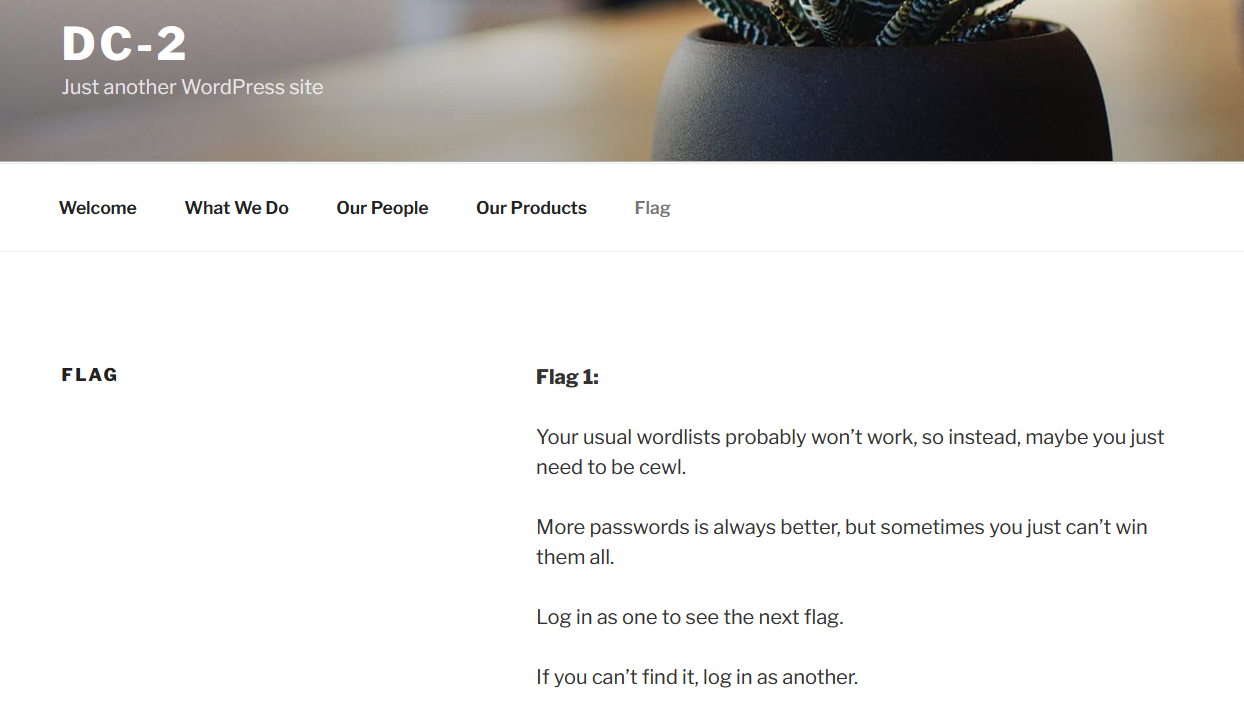 DC-2
Just another WordPress site
Welcome What We Do Our People Our Products Flag
FLAG
Flag 1:
Your usual wordlists probably won’t work, so instead, maybe you just
need to be cewl.
More passwords is always better, but sometimes you just can’t win
them all.
Log in as one to see the next flag.
If you can’t find it, log in as another.